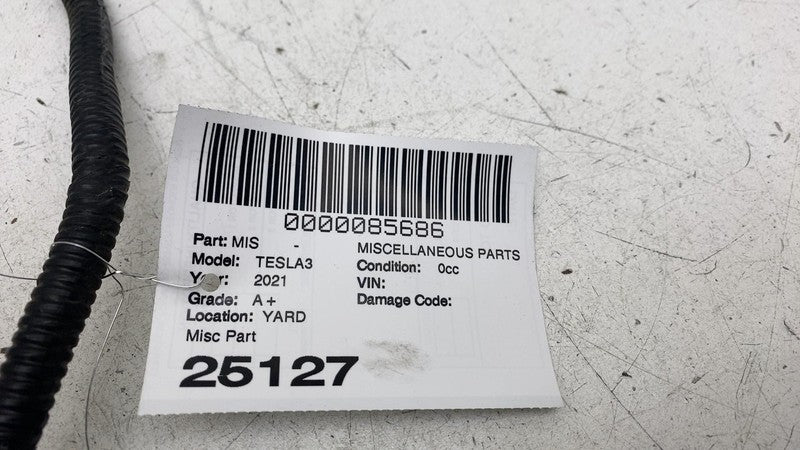 0000085686
Part: MIS - MISCELLANEOUS PARTS
Model: TESLA3 Condition: 0cc
Year: 2021 VIN:
Grade: A+ Damage Code:
Location: YARD
Misc Part
25127